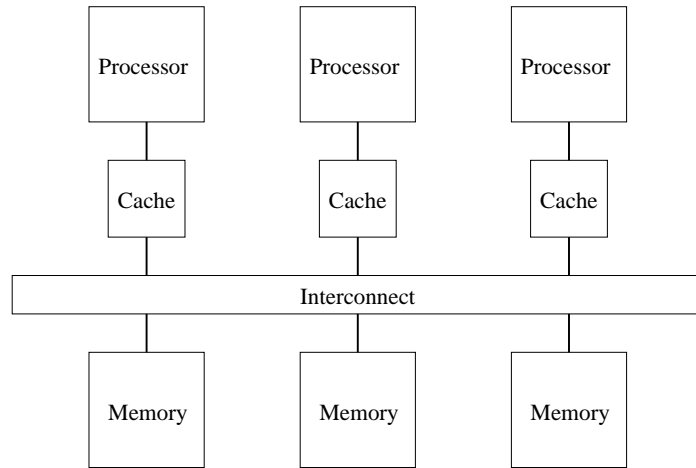 Processor
Processor
Processor
Cache
Cache
Cache
Interconnect
Memory
Memory
Memory